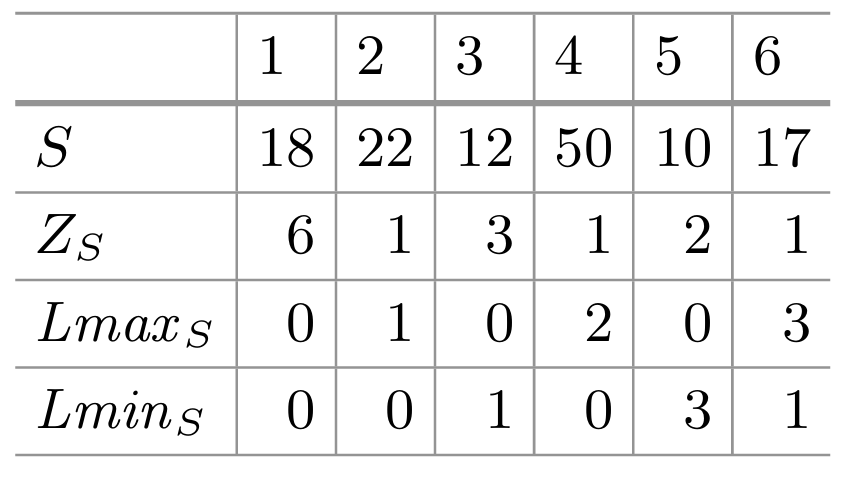 1 2 3 4 5 6
S 18 22 12 50 10 17
Z_S 6 1 3 1 2 1
Lmax_S 0 1 0 2 0 3
Lmin_S 0 0 1 0 3 1